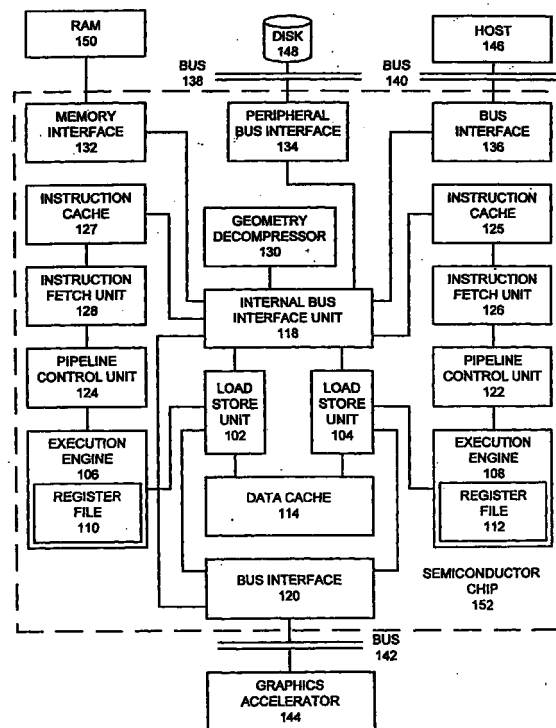 RAM
150
DISK
148
HOST
146
BUS
138
BUS
140
MEMORY
INTERFACE
132
PERIPHERAL
BUS INTERFACE
134
BUS
INTERFACE
136
INSTRUCTION
CACHE
127
GEOMETRY
DECOMPRESSOR
130
INSTRUCTION
CACHE
125
INSTRUCTION
FETCH UNIT
128
INTERNAL BUS
INTERFACE UNIT
118
INSTRUCTION
FETCH UNIT
126
PIPELINE
CONTROL UNIT
124
LOAD
STORE
UNIT
102
LOAD
STORE
UNIT
104
PIPELINE
CONTROL UNIT
122
EXECUTION
ENGINE
106
REGISTER
FILE
110
DATA CACHE
114
EXECUTION
ENGINE
108
REGISTER
FILE
112
BUS INTERFACE
120
SEMICONDUCTOR
CHIP
152
BUS
142
GRAPHICS
ACCELERATOR
144